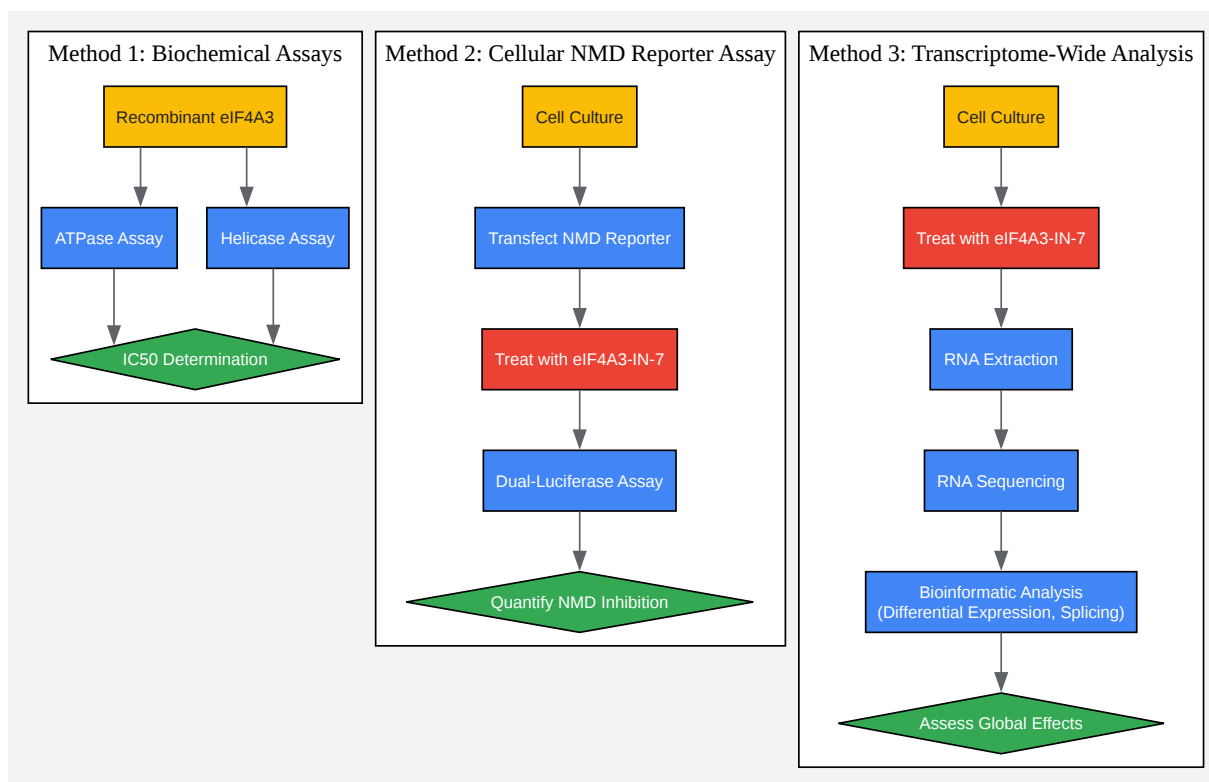 Method 1: Biochemical Assays
Recombinant eIF4A3
ATPase Assay
Helicase Assay
IC50 Determination
Method 2: Cellular NMD Reporter Assay
Cell Culture
Transfect NMD Reporter
Treat with eIF4A3-IN-7
Dual-Luciferase Assay
Quantify NMD Inhibition
Method 3: Transcriptome-Wide Analysis
Cell Culture
Treat with eIF4A3-IN-7
RNA Extraction
RNA Sequencing
Bioinformatic Analysis
(Differential Expression, Splicing)
Assess Global Effects